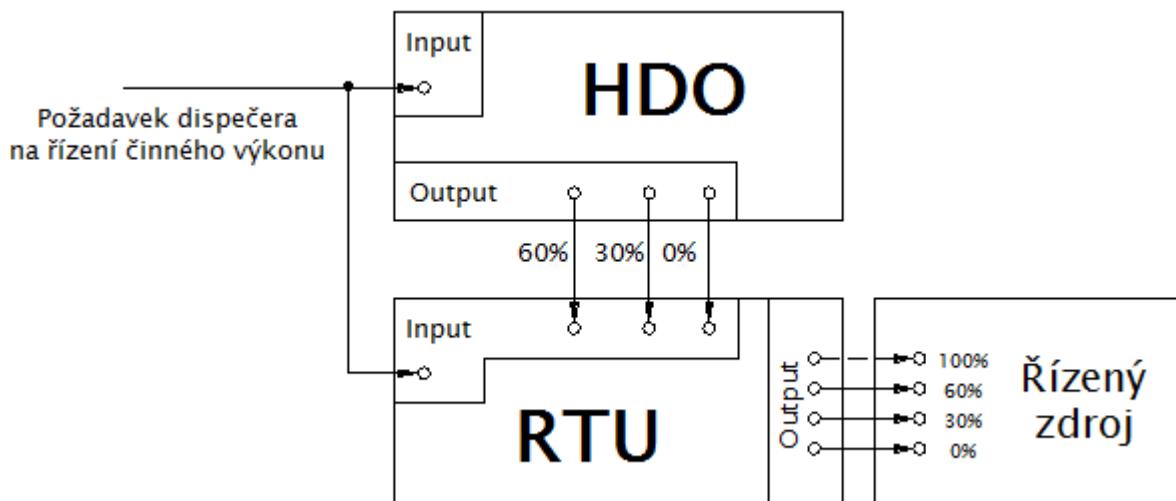 Input
HDO
Požadavek dispečera
na řízení činného výkonu
Output
60% 30% 0%
Input
RTU
Output
100%
60%
30%
0%
Řízený
zdroj